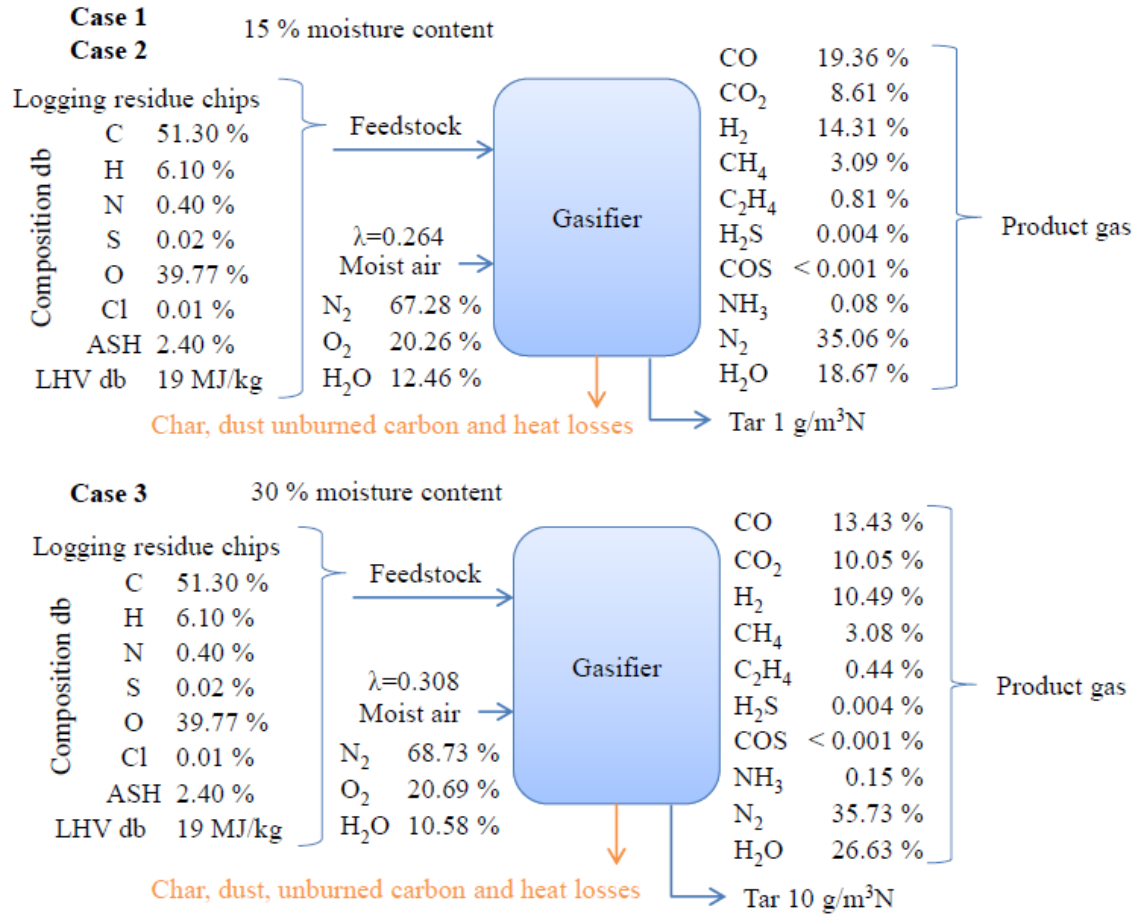 Case 1
Case 2
15 % moisture content
Logging residue chips
Composition db
C 51.30 %
H 6.10 %
N 0.40 %
S 0.02 %
O 39.77 %
Cl 0.01 %
ASH 2.40 %
LHV db 19 MJ/kg
Feedstock
λ=0.264
Moist air
N₂ 67.28 %
O₂ 20.26 %
H₂O 12.46 %
Gasifier
CO 19.36 %
CO₂ 8.61 %
H₂ 14.31 %
CH₄ 3.09 %
C₂H₄ 0.81 %
H₂S 0.004 %
COS < 0.001 %
NH₃ 0.08 %
N₂ 35.06 %
H₂O 18.67 %
Product gas
Char, dust unburned carbon and heat losses
Tar 1 g/m³N
Case 3
30 % moisture content
Logging residue chips
Composition db
C 51.30 %
H 6.10 %
N 0.40 %
S 0.02 %
O 39.77 %
Cl 0.01 %
ASH 2.40 %
LHV db 19 MJ/kg
Feedstock
λ=0.308
Moist air
N₂ 68.73 %
O₂ 20.69 %
H₂O 10.58 %
Gasifier
CO 13.43 %
CO₂ 10.05 %
H₂ 10.49 %
CH₄ 3.08 %
C₂H₄ 0.44 %
H₂S 0.004 %
COS < 0.001 %
NH₃ 0.15 %
N₂ 35.73 %
H₂O 26.63 %
Product gas
Char, dust, unburned carbon and heat losses
Tar 10 g/m³N